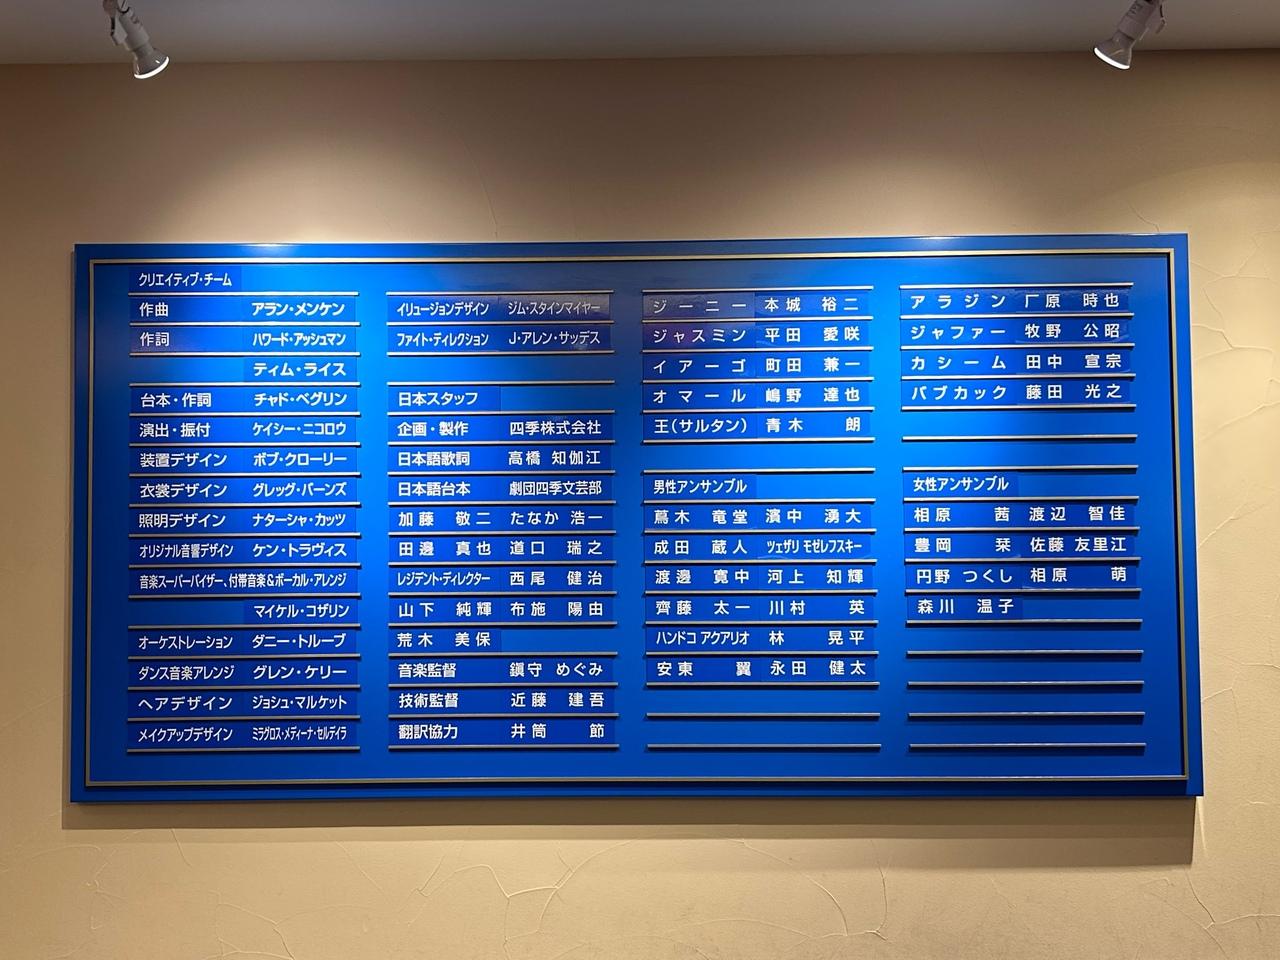 クリエイティブ・チーム
作曲 アラン・メンケン
作詞 ハワード・アッシュマン
ティム・ライス
台本・作詞 チャド・ベグリン
演出・振付 ケイシー・ニコロウ
装置デザイン ボブ・クローリー
衣裳デザイン グレッグ・バーンズ
照明デザイン ナターシャ・カッツ
オリジナル音響デザイン ケン・トラヴィス
音楽スーパーバイザー、付帯音楽&ボーカル・アレンジ
マイケル・コザリン
オーケストレーション ダニー・トルーブ
ダンス音楽アレンジ グレン・ケリー
ヘアデザイン ジョシュ・マルケット
メイクアップデザイン ミラグロス・メディーナ・セルデイラ
イリュージョンデザイン ジム・スタインマイヤー
ファイト・ディレクション J・アレン・サッデス
日本スタッフ
企画・製作 四季株式会社
日本語歌詞 高橋 知伽江
日本語台本 劇団四季文芸部
加藤 敬二 たなか 浩一
田邊 真也 道口 瑞之
レジデント・ディレクター 西尾 健治
山下 純輝 布施 陽由
荒木 美保
音楽監督 鎮守 めぐみ
技術監督 近藤 建吾
翻訳協力 井筒 節
ジーニー 本城 裕二
ジャスミン 平田 愛咲
イアーゴ 町田 兼一
オマール 嶋野 達也
王(サルタン) 青木 朗
男性アンサンブル
蔦木 竜堂 濱中 湧大
成田 蔵人 ツェザリ モゼレフスキー
渡邊 寛中 河上 知輝
齊藤 太一 川村 英
ハンドコ アクアリオ 林 晃平
安東 翼 永田 健太
アラジン 厂原 時也
ジャファー 牧野 公昭
カシーム 田中 宣宗
バブカック 藤田 光之
女性アンサンブル
相原 茜 渡辺 智佳
豊岡 栞 佐藤 友里江
円野 つくし 相原 萌
森川 温子